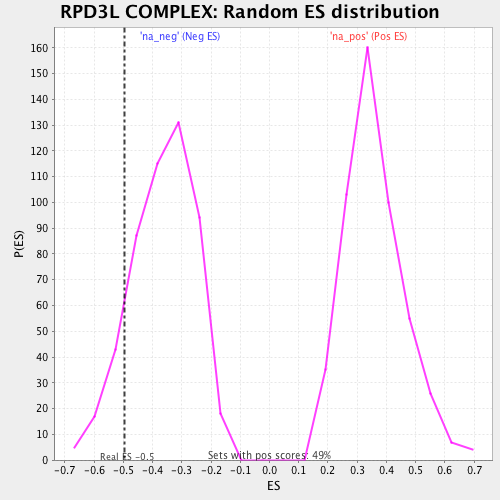 RPD3L COMPLEX: Random ES distribution
'na_neg' (Neg ES)
'na_pos' (Pos ES)
160
150
140
130
120
110
100
90
80
70
60
50
40
30
20
10
0
P(ES)
Real ES -0.5
Sets with pos scores: 49%
-0.7 -0.6 -0.5 -0.4 -0.3 -0.2 -0.1 0.0 0.1 0.2 0.3 0.4 0.5 0.6 0.7
ES